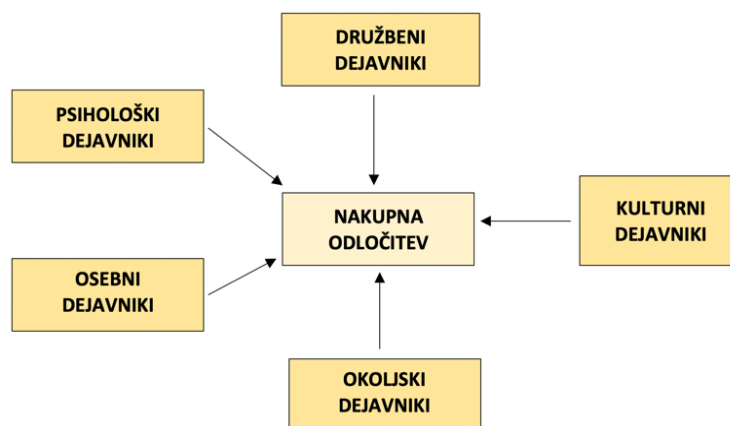 DRUŽBENI
DEJAVNIKI
PSIHOLOŠKI
DEJAVNIKI
NAKUPNA
ODLOČITEV
KULTURNI
DEJAVNIKI
OSEBNI
DEJAVNIKI
OKOLJSKI
DEJAVNIKI